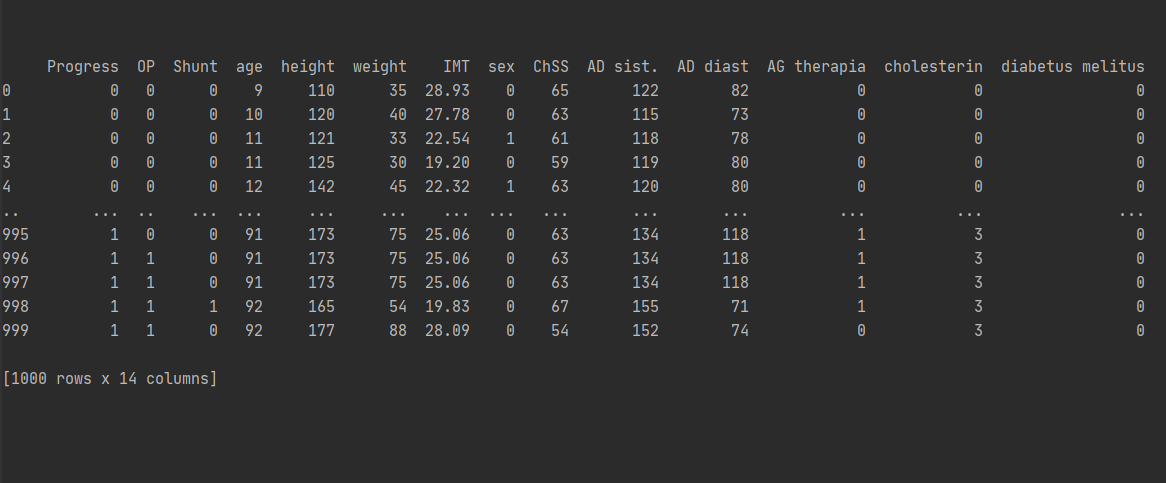 Progress OP Shunt age height weight IMT sex ChSS AD sist. AD diast AG therapia cholesterin diabetus melitus
0 0 0 0 9 110 35 28.93 0 65 122 82 0 0 0
1 0 0 0 10 120 40 27.78 0 63 115 73 0 0 0
2 0 0 0 11 121 33 22.54 1 61 118 78 0 0 0
3 0 0 0 11 125 30 19.20 0 59 119 80 0 0 0
4 0 0 0 12 142 45 22.32 1 63 120 80 0 0 0
.. ... .. ... ... ... ... ... ... ... ... ... ... ... ...
995 1 0 0 91 173 75 25.06 0 63 134 118 1 3 0
996 1 1 0 91 173 75 25.06 0 63 134 118 1 3 0
997 1 1 0 91 173 75 25.06 0 63 134 118 1 3 0
998 1 1 1 92 165 54 19.83 0 67 155 71 1 3 0
999 1 1 0 92 177 88 28.09 0 54 152 74 0 3 0
[1000 rows x 14 columns]